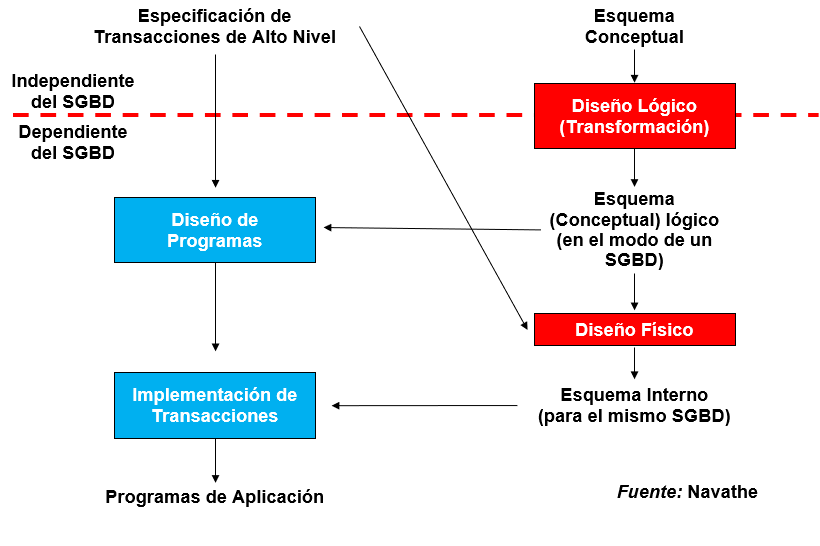 Especificación de
Transacciones de Alto Nivel
Esquema
Conceptual
Independiente
del SGBD
Dependiente
del SGBD
Diseño Lógico
(Transformación)
Diseño de
Programas
Esquema
(Conceptual) lógico
(en el modo de un
SGBD)
Diseño Físico
Implementación de
Transacciones
Esquema Interno
(para el mismo SGBD)
Programas de Aplicación
Fuente: Navathe